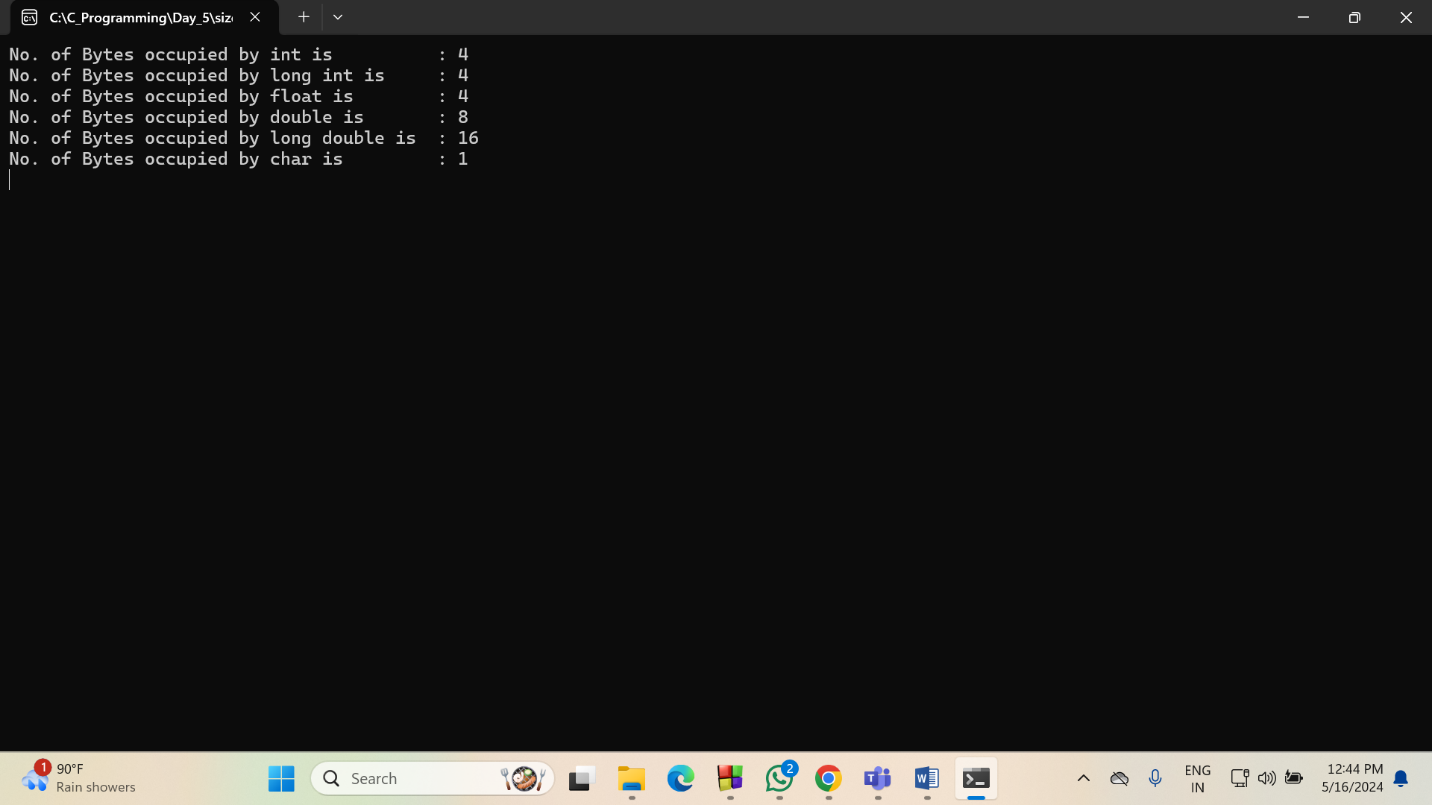 C:\C_Programming\Day_5\siz
No. of Bytes occupied by int is : 4
No. of Bytes occupied by long int is : 4
No. of Bytes occupied by float is : 4
No. of Bytes occupied by double is : 8
No. of Bytes occupied by long double is : 16
No. of Bytes occupied by char is : 1
1
90°F
Rain showers
Search
2
ENG
IN
12:44 PM
5/16/2024